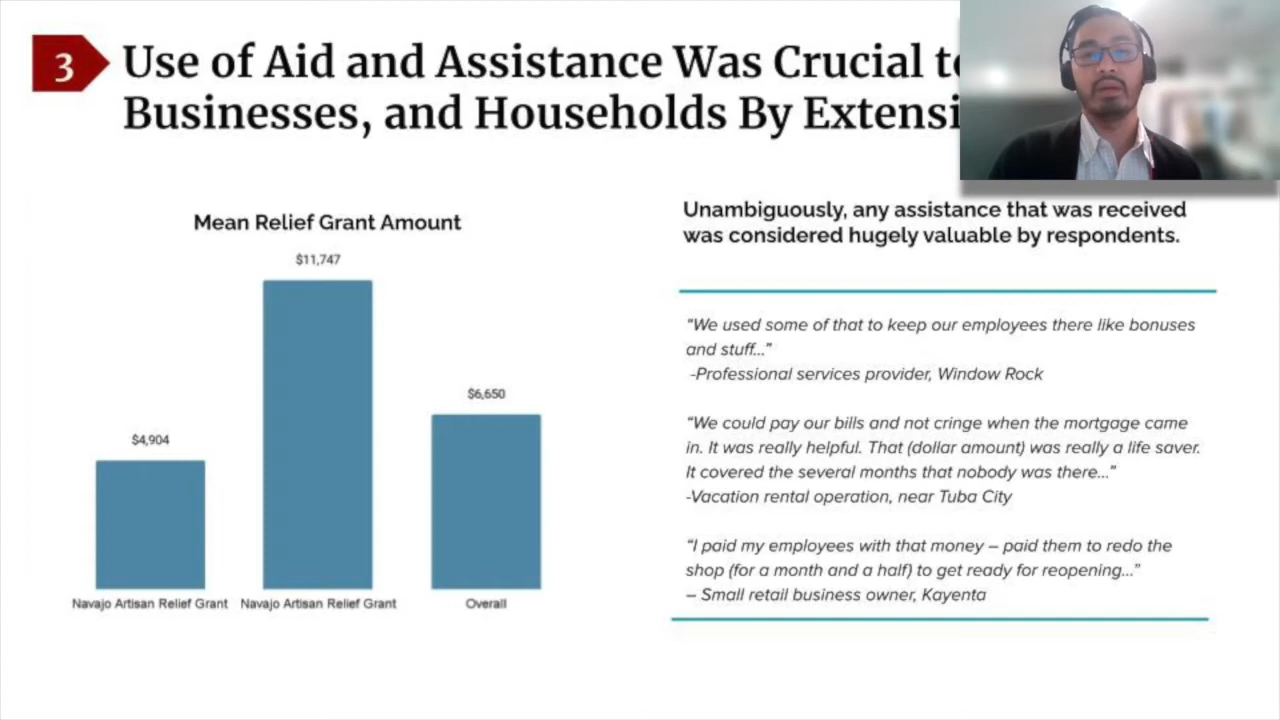 3
Use of Aid and Assistance Was Crucial
Businesses, and Households By
Mean Relief Grant Amount
$11,747
$6,650
$4,904
Navajo Artisan Relief Grant
Navajo Artisan Relief Grant
Overall
Unambiguously, any assistance that was received
was considered hugely valuable by respondents.
“We used some of that to keep our employees there like bonuses
and stuff...”
-Professional services provider, Window Rock
“We could pay our bills and not cringe when the mortgage came
in. It was really helpful. That (dollar amount) was really a life saver.
It covered the several months that nobody was there...”
-Vacation rental operation, near Tuba City
“I paid my employees with that money – paid them to redo the
shop (for a month and a half) to get ready for reopening...”
– Small retail business owner, Kayenta